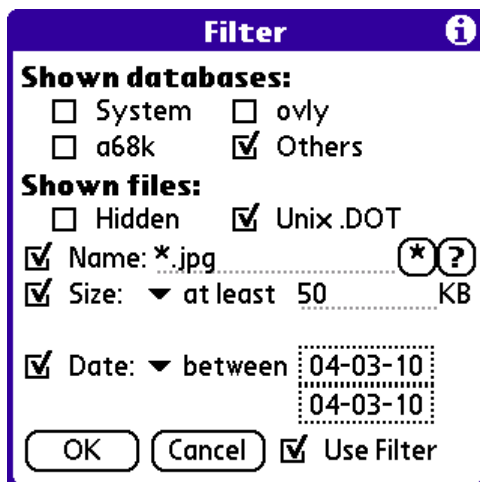 Filter i
Shown databases:
System ovly
a68k Others
Shown files:
Hidden Unix .DOT
Name: *.jpg * ?
Size: at least 50 KB
Date: between 04-03-10
04-03-10
OK Cancel Use Filter